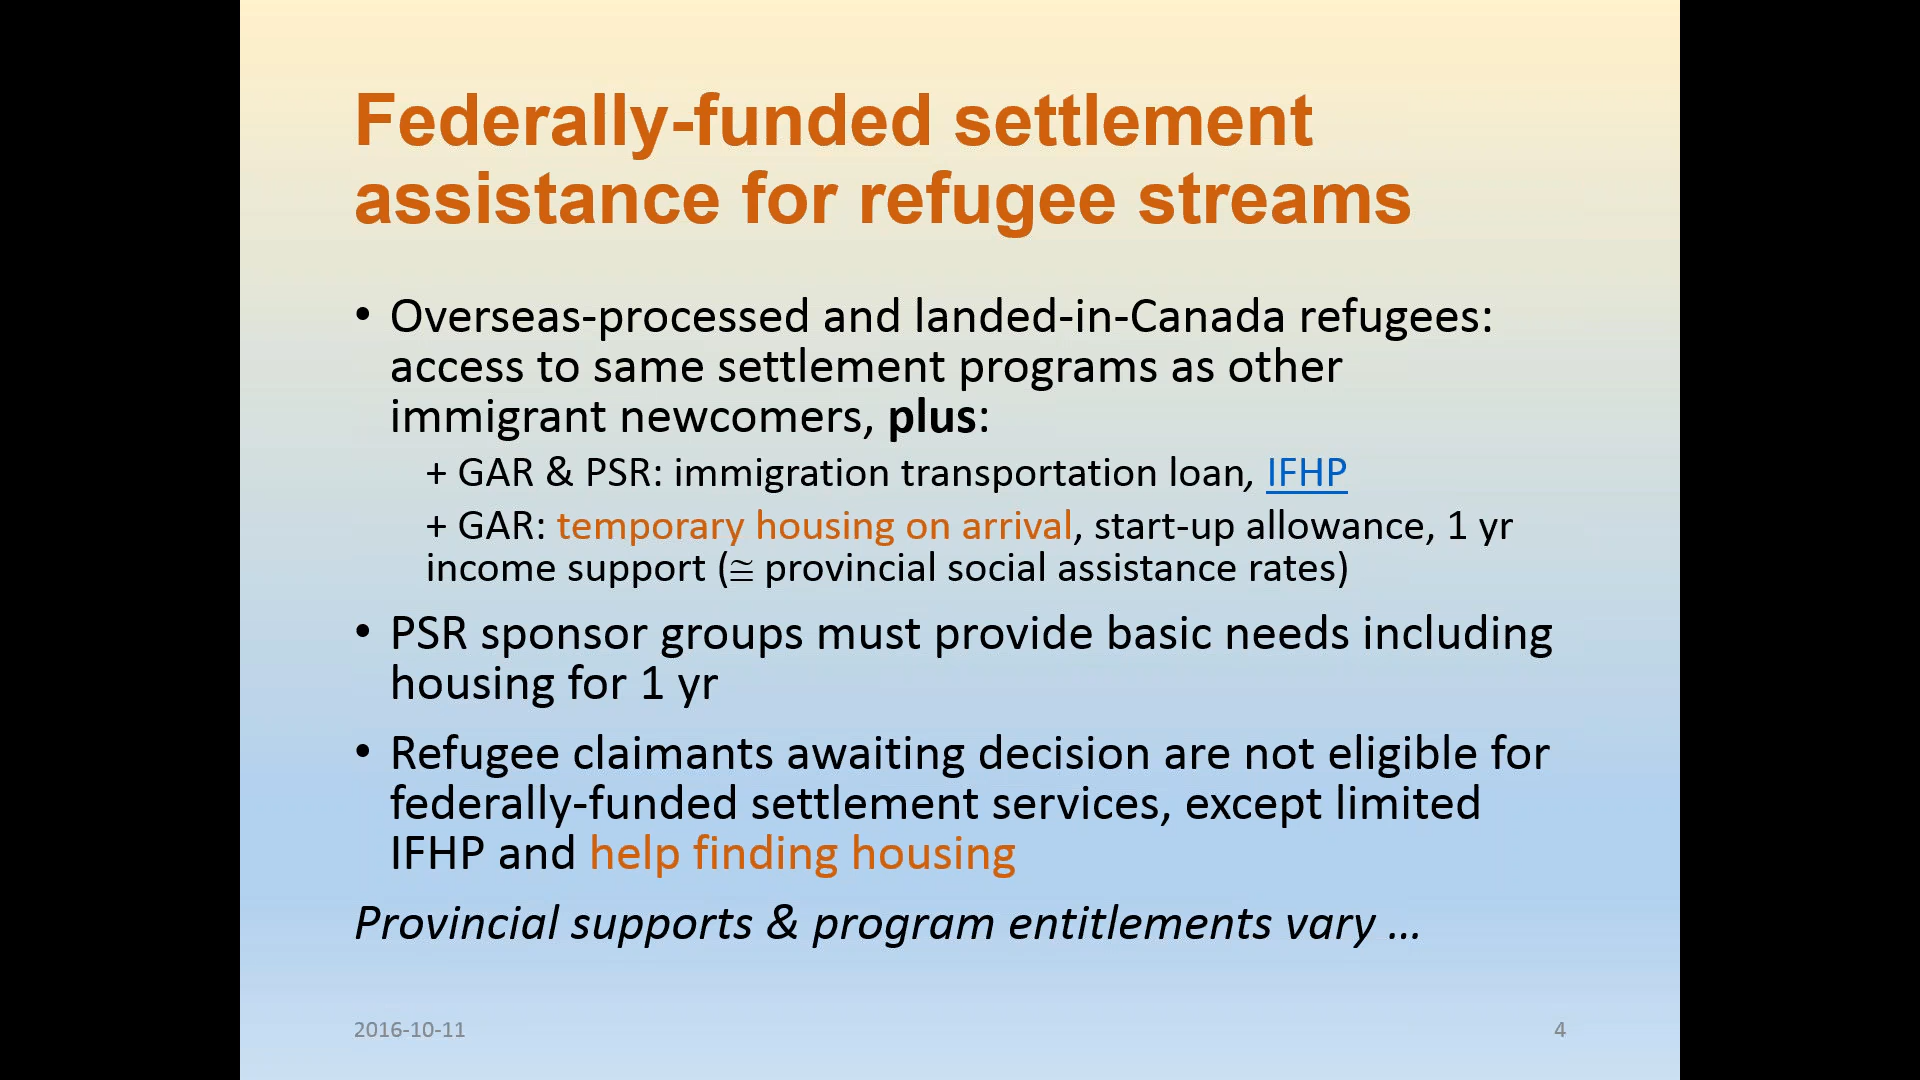 Federally-funded settlement
assistance for refugee streams
• Overseas-processed and landed-in-Canada refugees:
access to same settlement programs as other
immigrant newcomers, plus:
+ GAR & PSR: immigration transportation loan, IFHP
+ GAR: temporary housing on arrival, start-up allowance, 1 yr
income support (≅ provincial social assistance rates)
• PSR sponsor groups must provide basic needs including
housing for 1 yr
• Refugee claimants awaiting decision are not eligible for
federally-funded settlement services, except limited
IFHP and help finding housing
Provincial supports & program entitlements vary …
2016-10-11
4